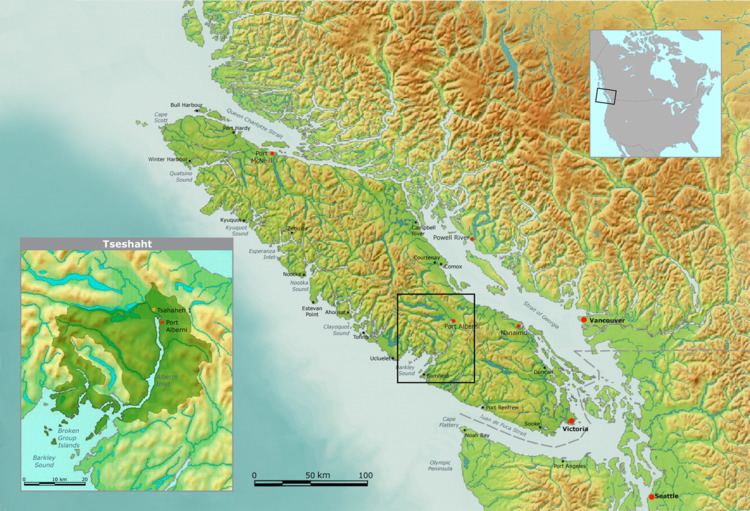 Bull Harbour
Cape
Scott
Queen Charlotte Strait
Port Hardy
Port
McNeill
Winter Harbour
Quatsino
Sound
Kyuquot
Kyuquot
Sound
Zeballos
Esperanza
Inlet
Nootka
Nootka
Sound
Estevan
Point
Ahousat
Clayoquot
Sound
Tofino
Ucluelet
Barkley
Sound
Bamfield
Campbell
River
Powell River
Courtenay
Comox
Strait of Georgia
Port Alberni
Nanaimo
Vancouver
Duncan
Port Renfrew
Sooke
Victoria
Juan de Fuca Strait
Cape
Flattery
Neah Bay
Olympic
Peninsula
Port Angeles
Seattle
0 50 km 100
Tseshaht
Tsahaheh
Port
Alberni
Alberni
Inlet
Broken
Group
Islands
Barkley
Sound
0 10 20